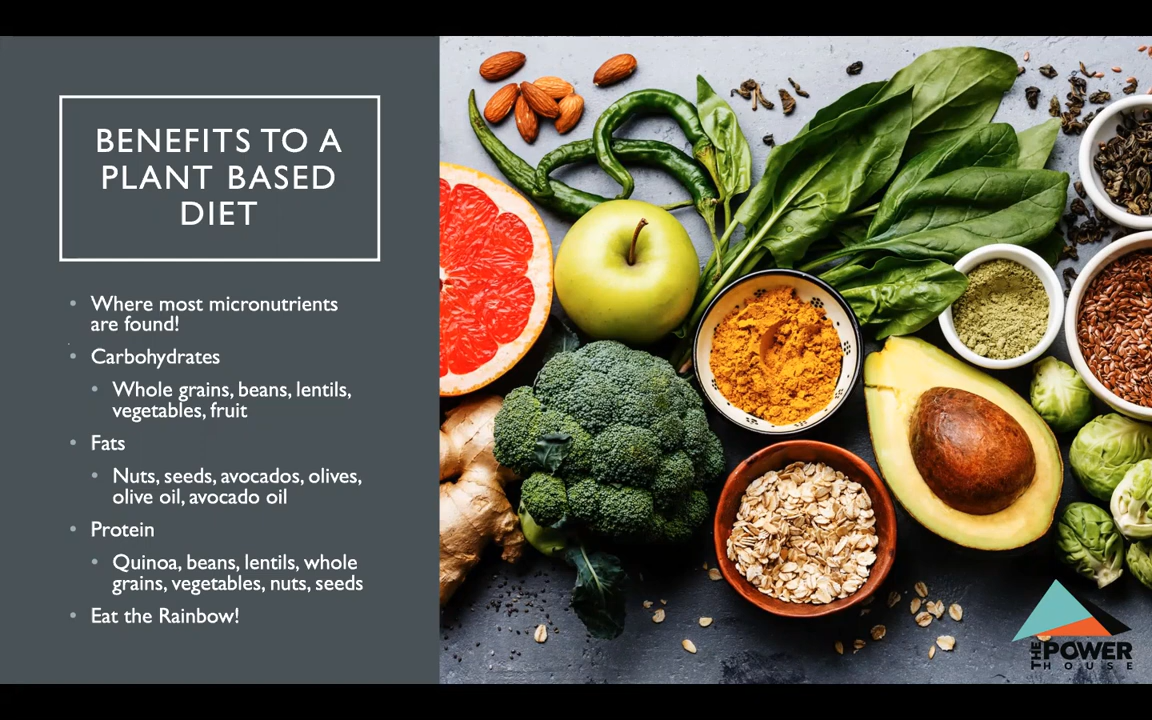 BENEFITS TO A
PLANT BASED
DIET
• Where most micronutrients
are found!
• Carbohydrates
• Whole grains, beans, lentils,
vegetables, fruit
• Fats
• Nuts, seeds, avocados, olives,
olive oil, avocado oil
• Protein
• Quinoa, beans, lentils, whole
grains, vegetables, nuts, seeds
• Eat the Rainbow!
THE POWER
HOUSE